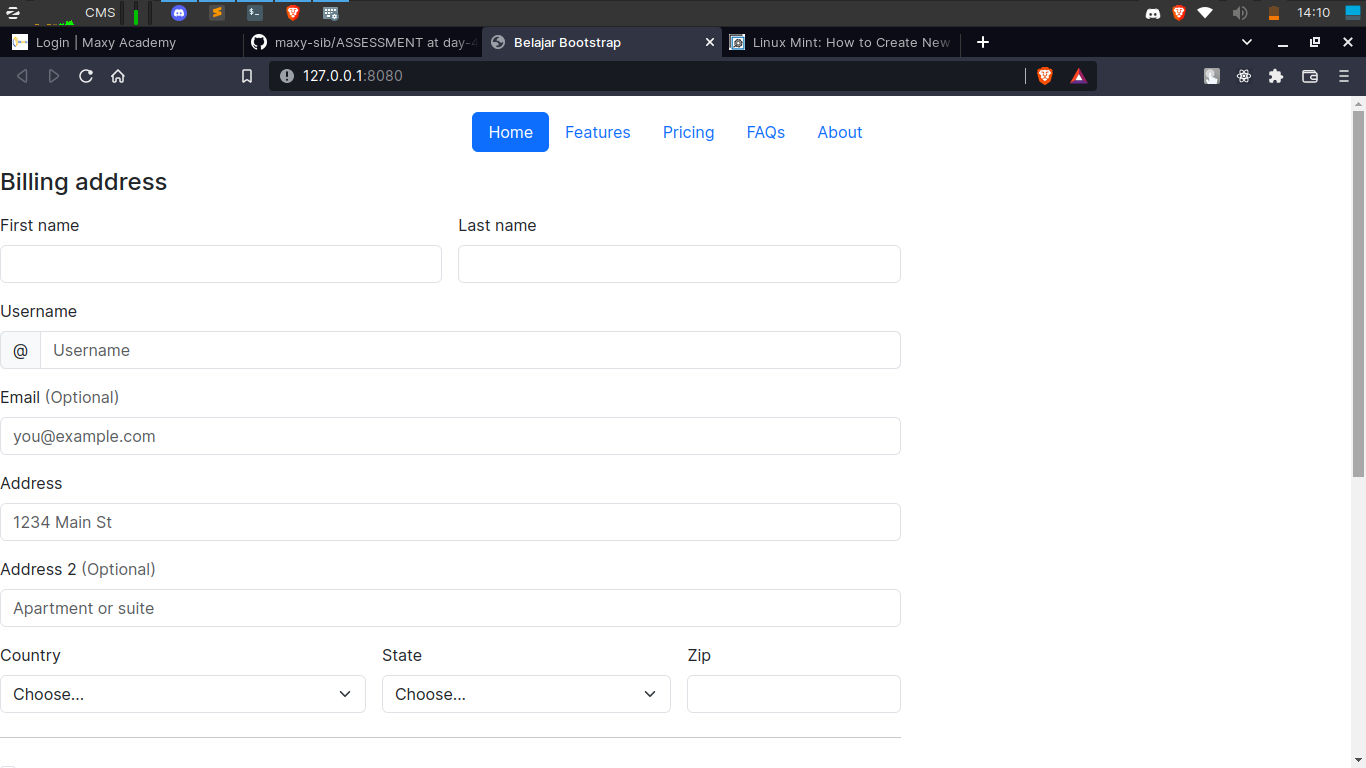 CMS
14:10
Login | Maxy Academy
maxy-sib/ASSESSMENT at day-4
Belajar Bootstrap
Linux Mint: How to Create New
127.0.0.1:8080
Home Features Pricing FAQs About
Billing address
First name Last name
Username
@ Username
Email (Optional)
you@example.com
Address
1234 Main St
Address 2 (Optional)
Apartment or suite
Country State Zip
Choose... Choose...